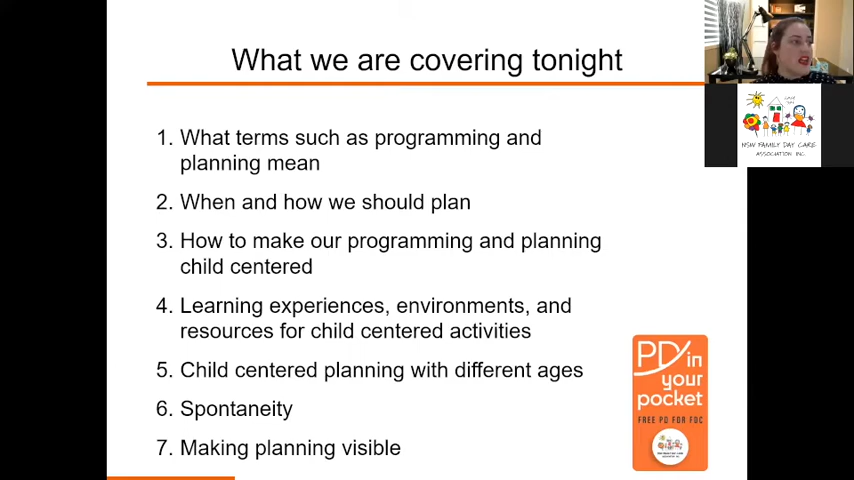 What we are covering tonight
1. What terms such as programming and
planning mean
2. When and how we should plan
3. How to make our programming and planning
child centered
4. Learning experiences, environments, and
resources for child centered activities
5. Child centered planning with different ages
6. Spontaneity
7. Making planning visible
NSW FAMILY DAY CARE
ASSOCIATION INC.
PD in
your
pocket
FREE PD FOR FDC